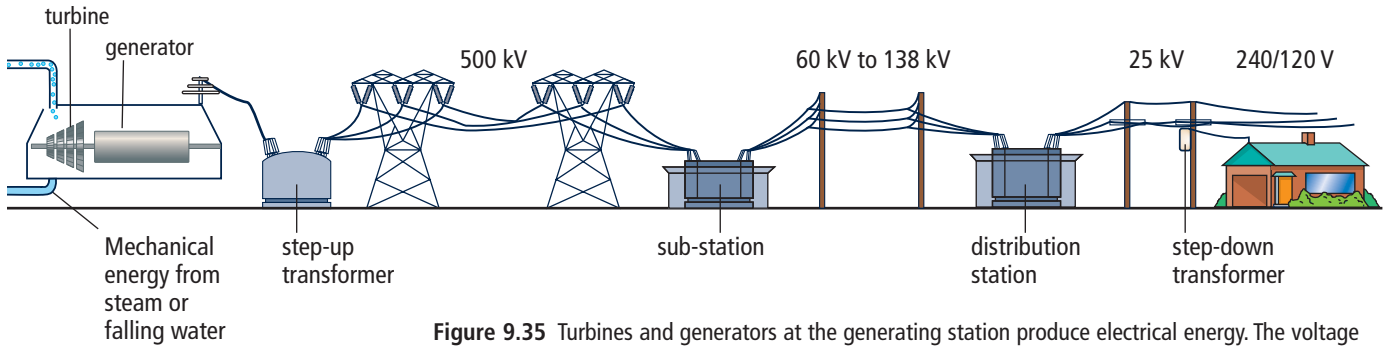 turbine
generator
500 kV
60 kV to 138 kV
25 kV
240/120 V
Mechanical
energy from
steam or
falling water
step-up
transformer
sub-station
distribution
station
step-down
transformer
Figure 9.35 Turbines and generators at the generating station produce electrical energy. The voltage